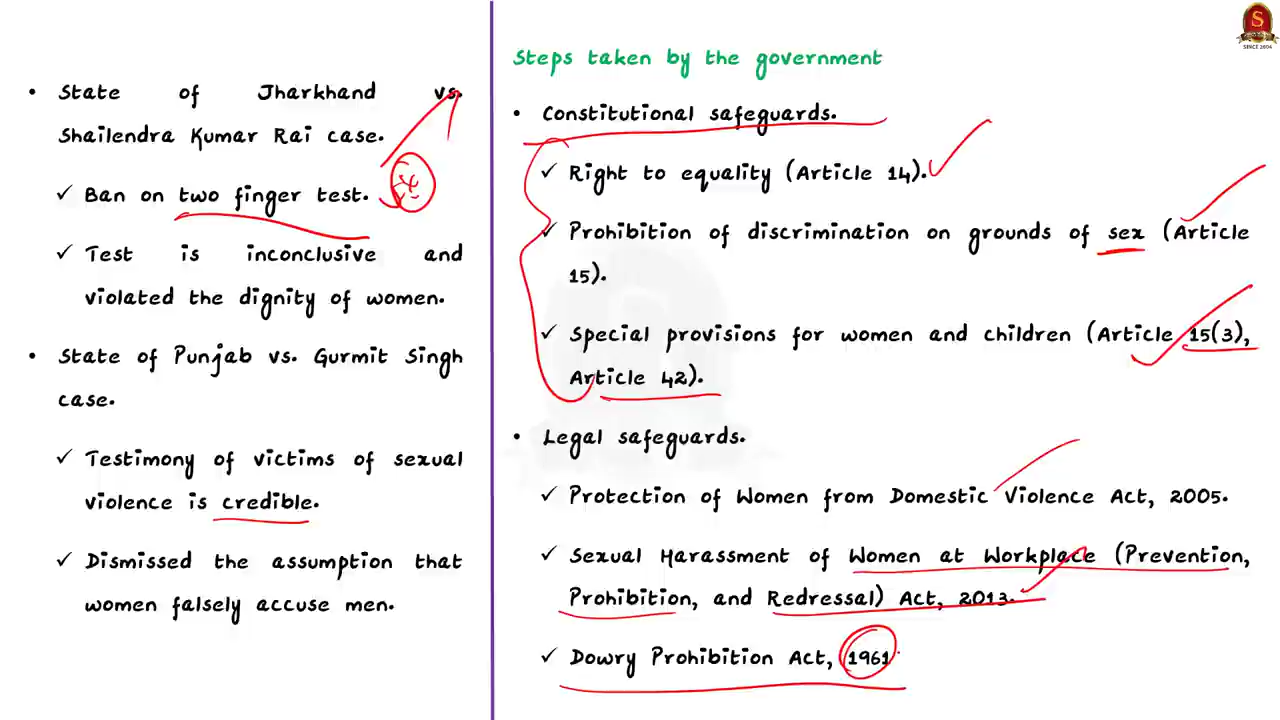 • State of Jharkhand vs.
Shailendra Kumar Rai case.
✓ Ban on two finger test.
✓ Test is inconclusive and
violated the dignity of women.
• State of Punjab vs. Gurmit Singh
case.
✓ Testimony of victims of sexual
violence is credible.
✓ Dismissed the assumption that
women falsely accuse men.
Steps taken by the government
• Constitutional safeguards.
✓ Right to equality (Article 14).
✓ Prohibition of discrimination on grounds of sex (Article
15).
✓ Special provisions for women and children (Article 15(3),
Article 42).
• Legal safeguards.
✓ Protection of Women from Domestic Violence Act, 2005.
✓ Sexual Harassment of Women at Workplace (Prevention,
Prohibition, and Redressal) Act, 2013.
✓ Dowry Prohibition Act, 1961
S
SINCE 2004